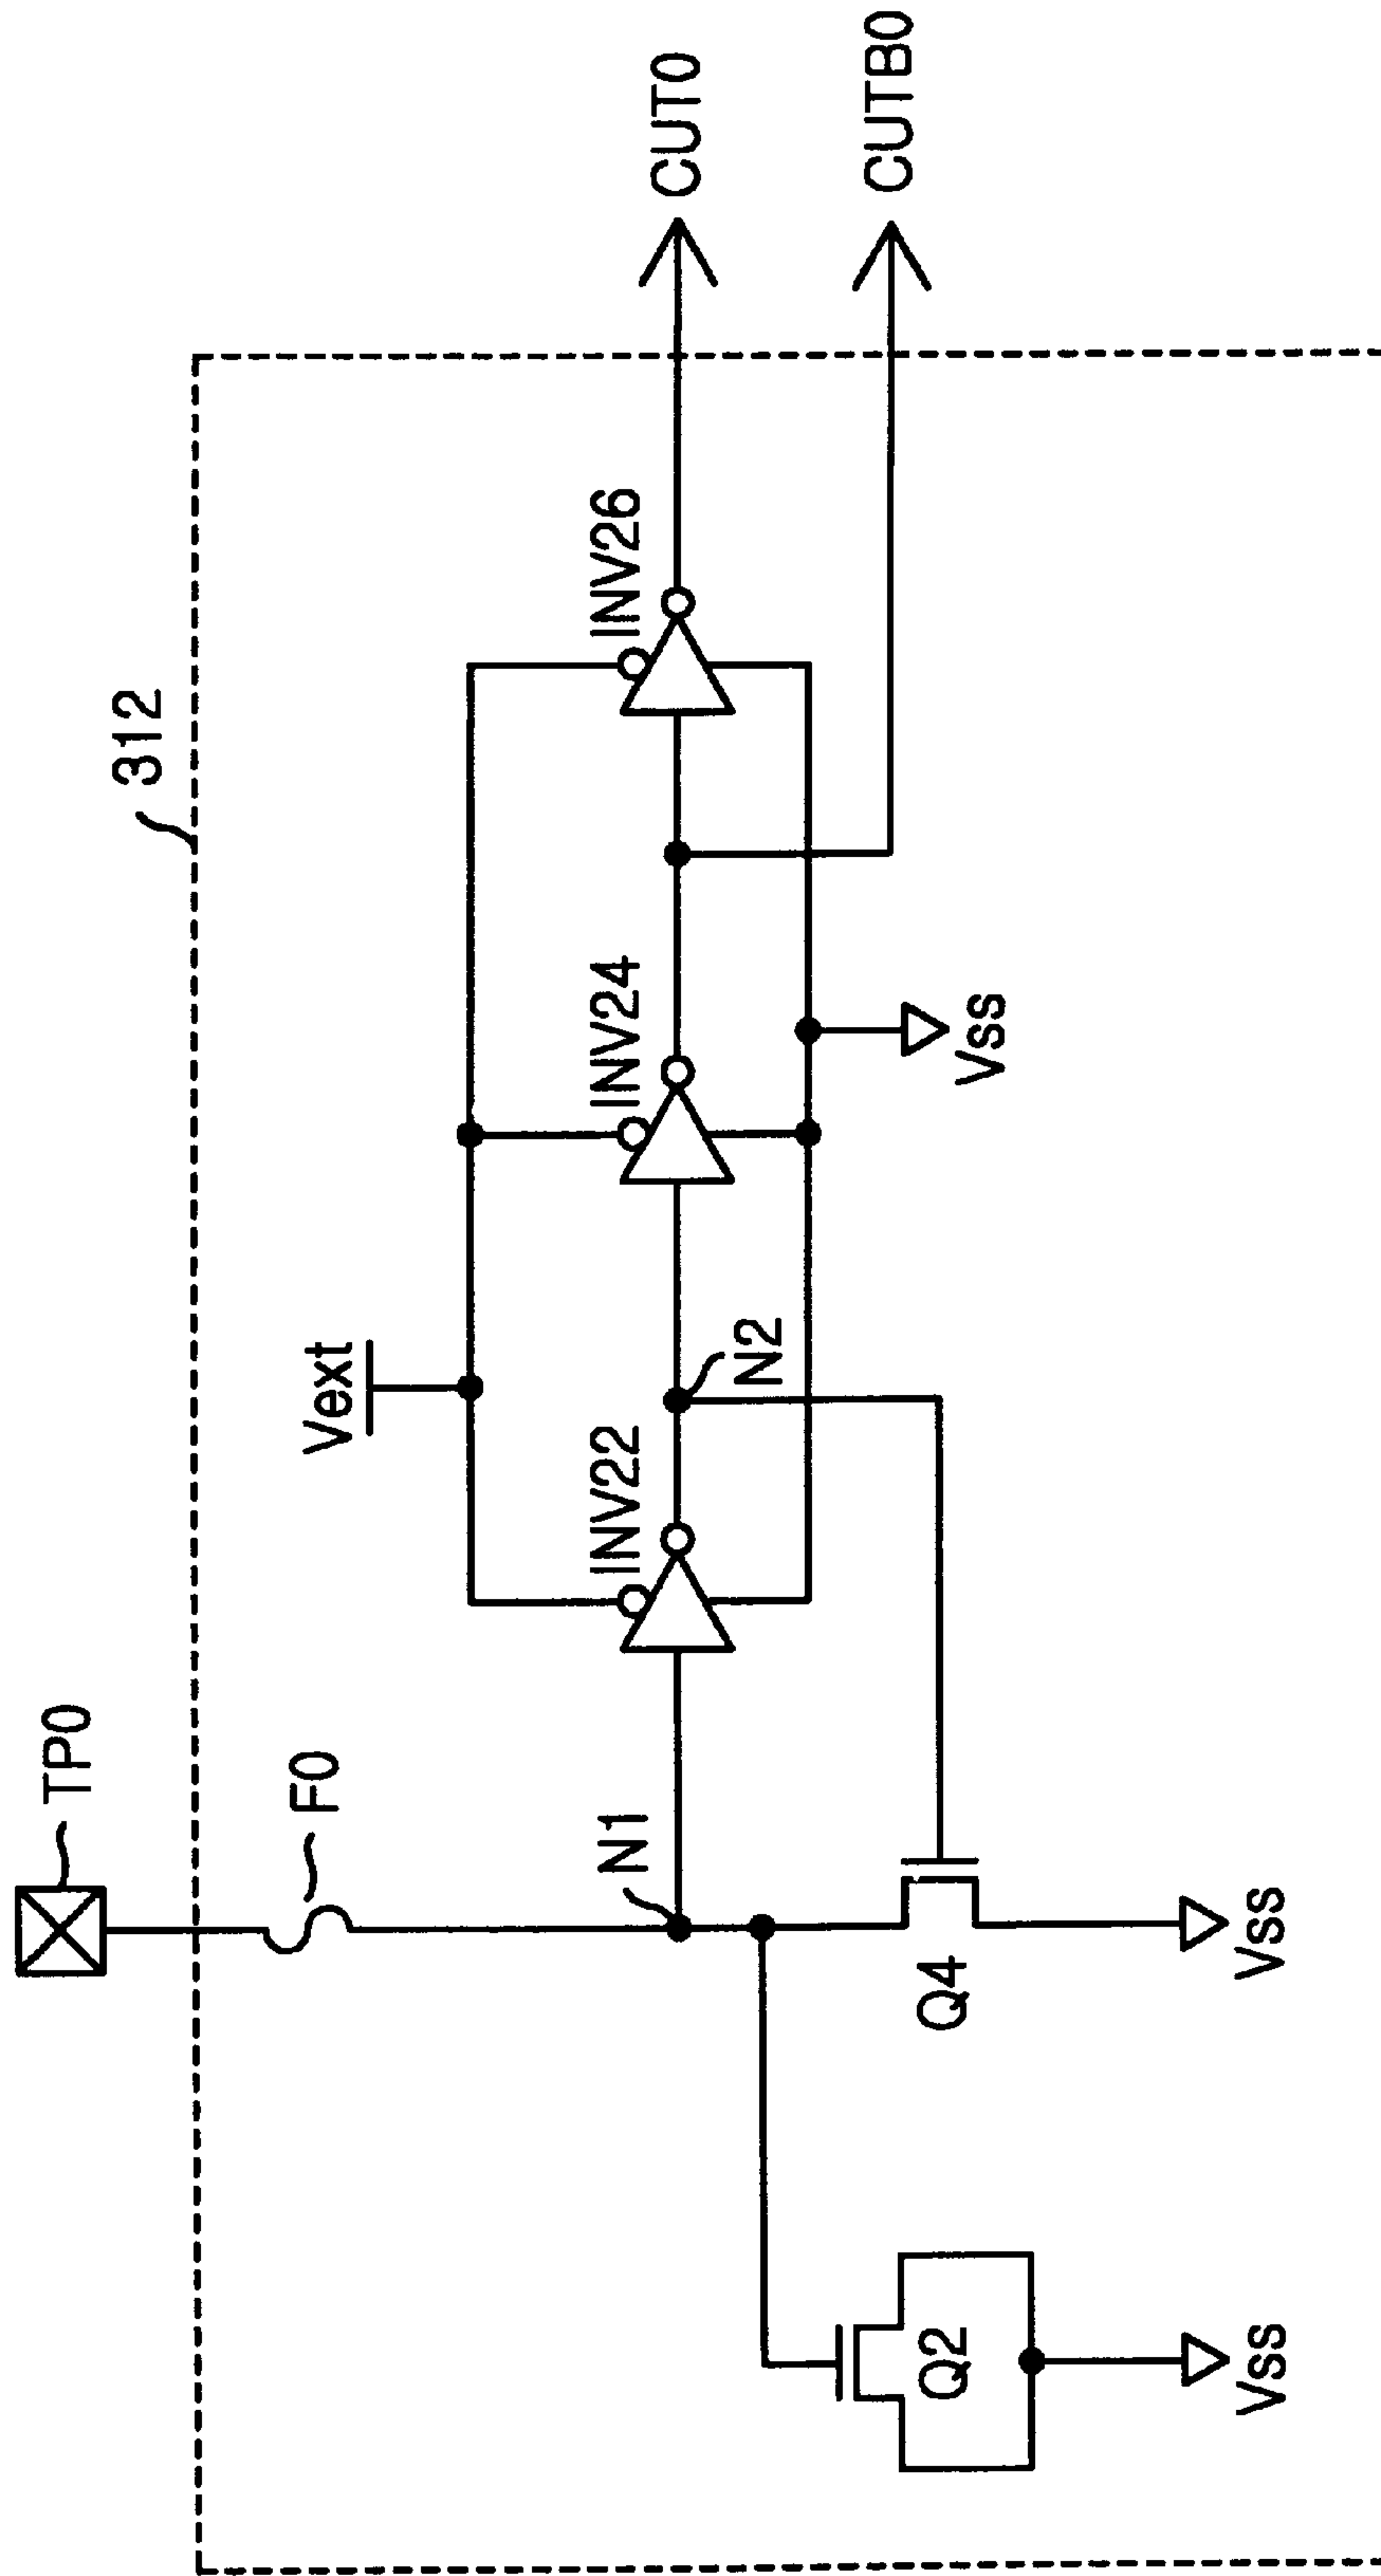 312
TP0
F0
Vext
N1
INV22
INV24
INV26
CUT0
N2
CUTB0
Vss
Q4
Q2
Vss
Vss